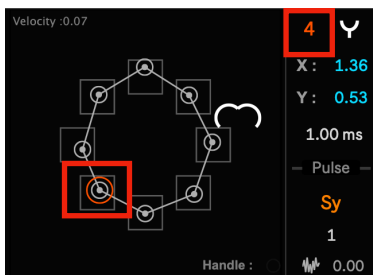 Velocity :0.07
4
X : 1.36
Y : 0.53
1.00 ms
Pulse
Sy
1
Handle :
0.00